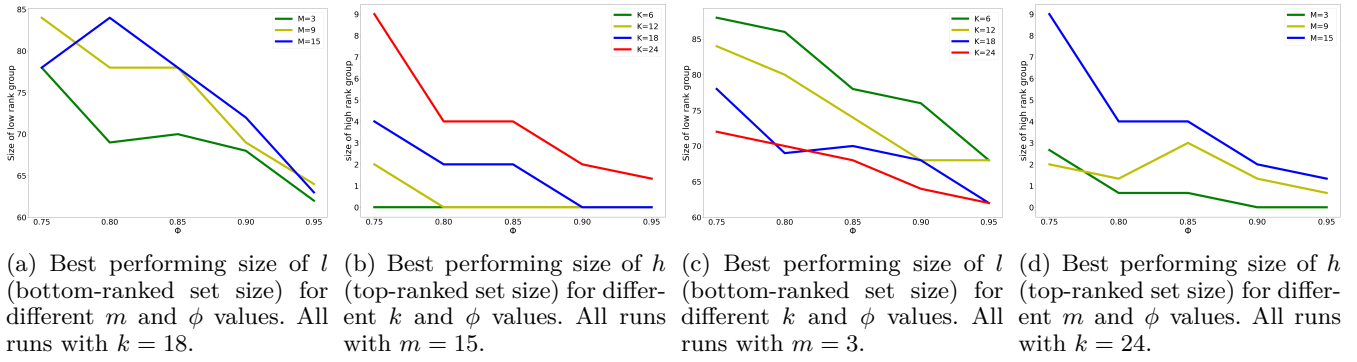 85
80
75
70
65
60
Size of low rank group
0.75 0.80 0.85 0.90 0.95
Φ
M=3
M=9
M=15
9
8
7
6
5
4
3
2
1
0
size of high rank group
0.75 0.80 0.85 0.90 0.95
Φ
K=6
K=12
K=18
K=24
85
80
75
70
65
60
Size of low rank group
0.75 0.80 0.85 0.90 0.95
Φ
K=6
K=12
K=18
K=24
9
8
7
6
5
4
3
2
1
0
size of high rank group
0.75 0.80 0.85 0.90 0.95
Φ
M=3
M=9
M=15
(a) Best performing size of l
(bottom-ranked set size) for
different m and ϕ values. All
runs with k = 18.
(b) Best performing size of h
(top-ranked set size) for differ-
ent k and ϕ values. All runs
with m = 15.
(c) Best performing size of l
(bottom-ranked set size) for
different k and ϕ values. All
runs with m = 3.
(d) Best performing size of h
(top-ranked set size) for differ-
ent m and ϕ values. All runs
with k = 24.